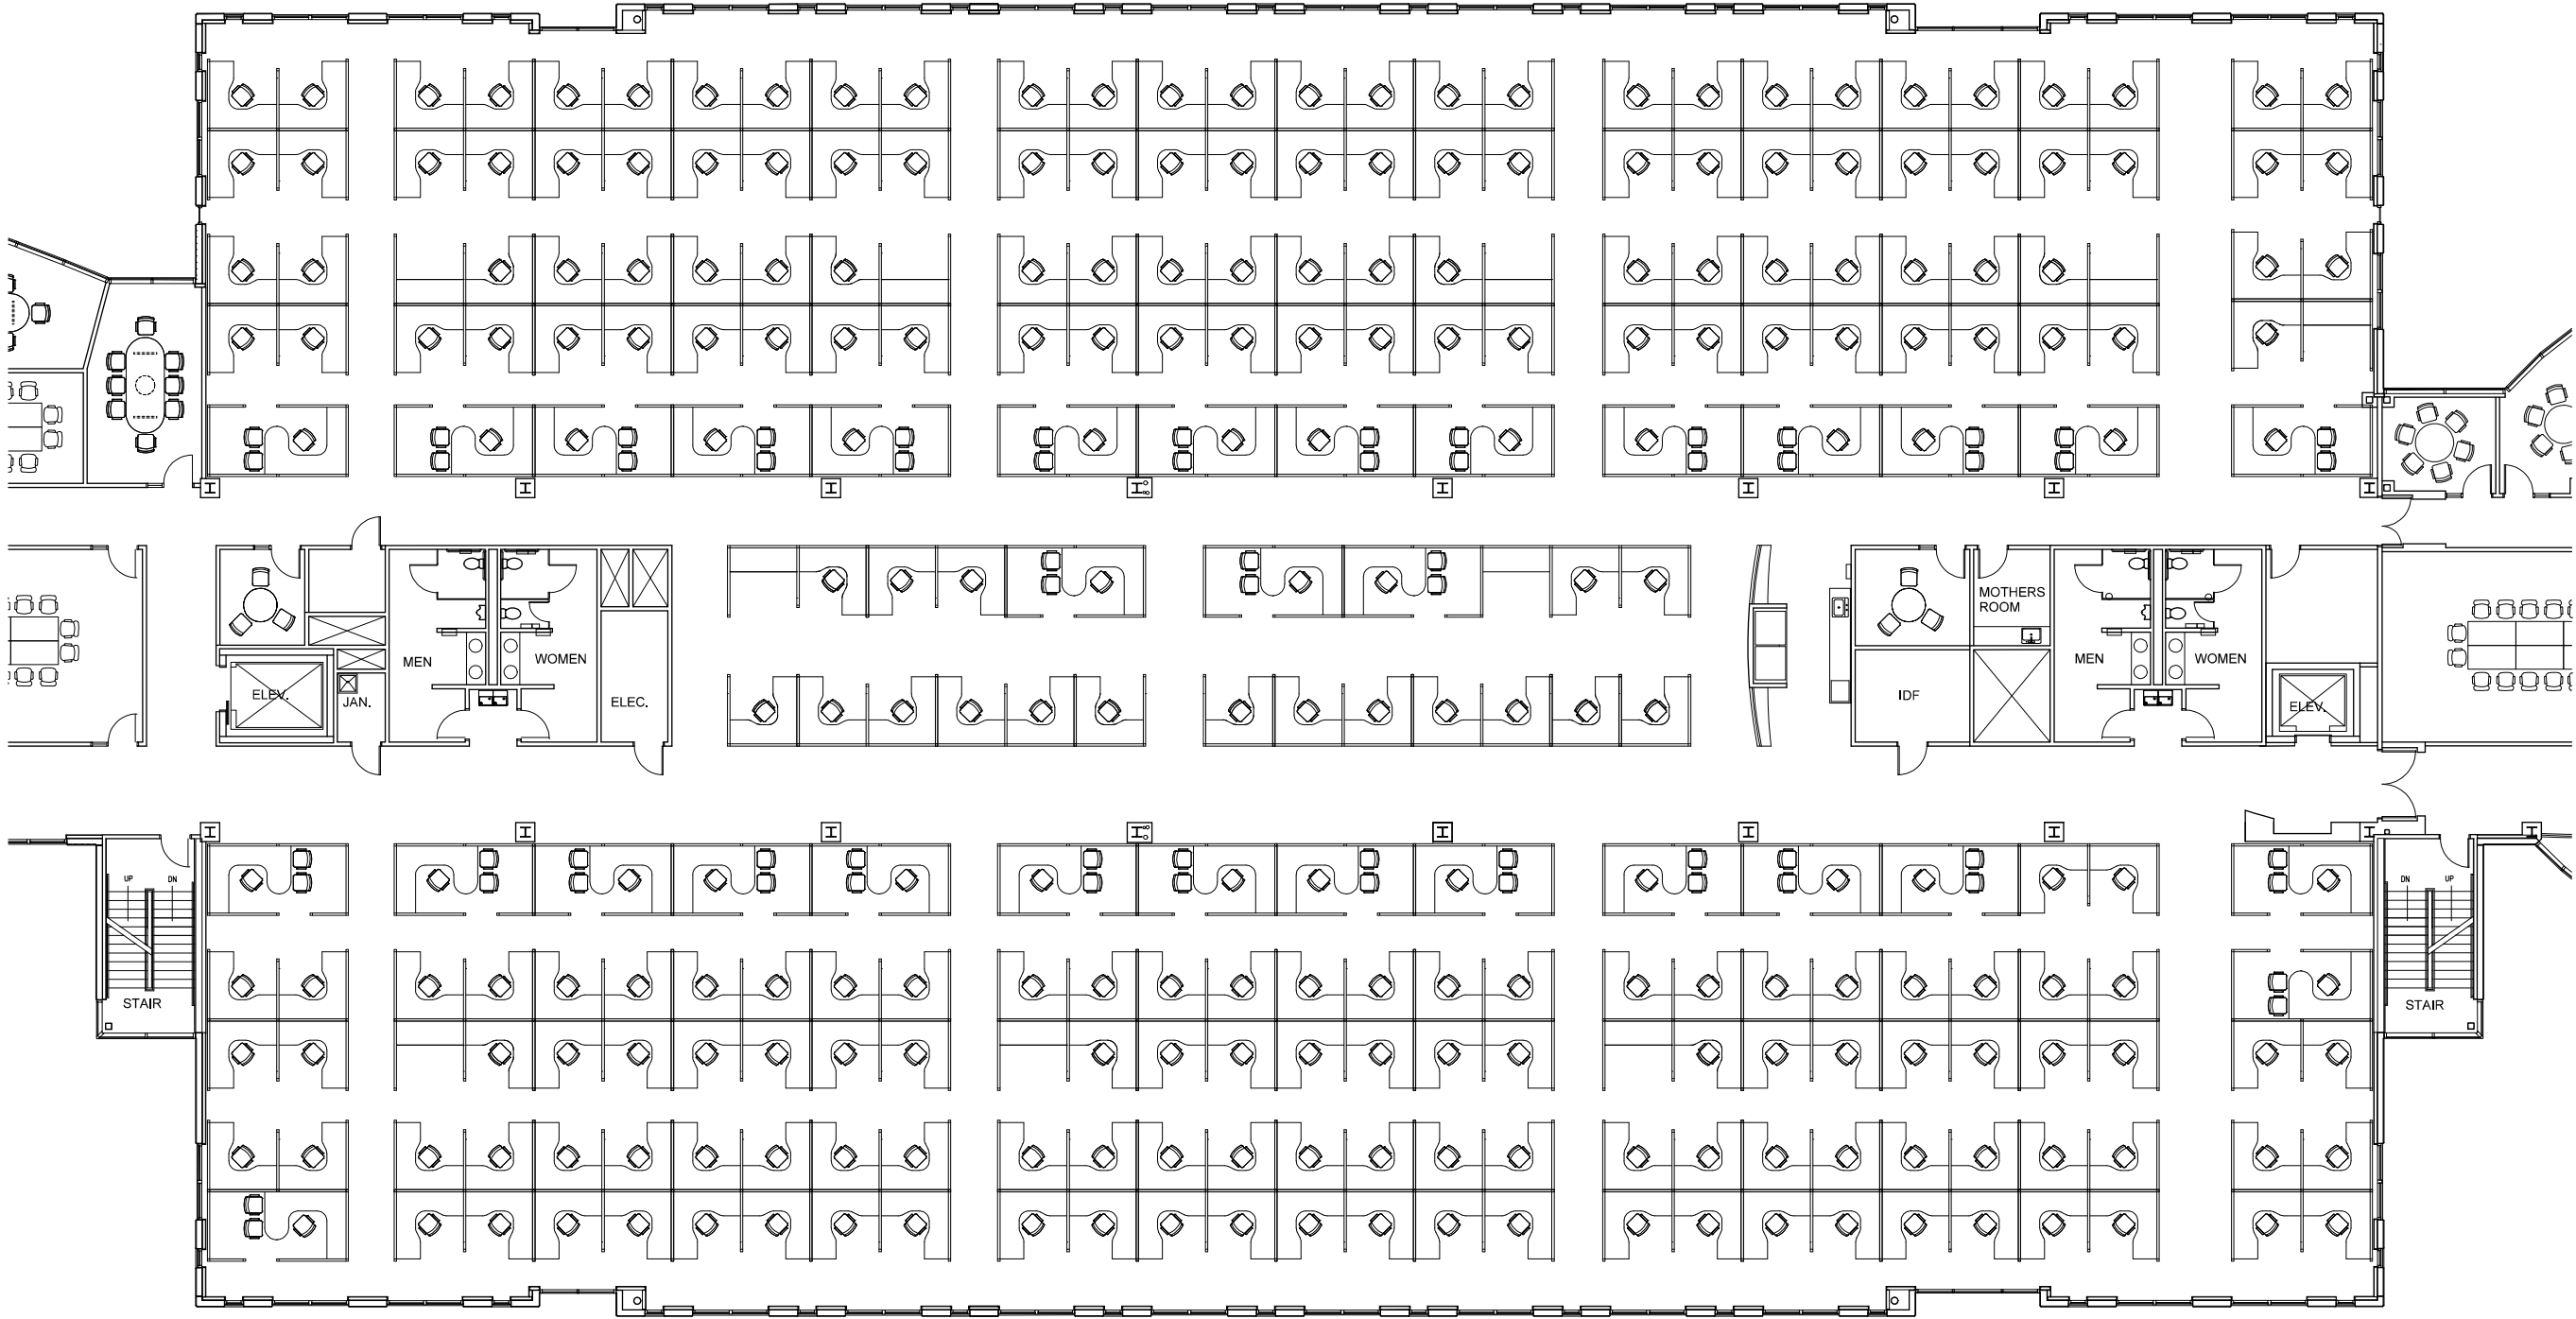 MOTHERS
ROOM
MEN
WOMEN
MEN
WOMEN
ELEV.
JAN.
ELEC.
IDF
ELEV.
UP
DN
DN
UP
STAIR
STAIR